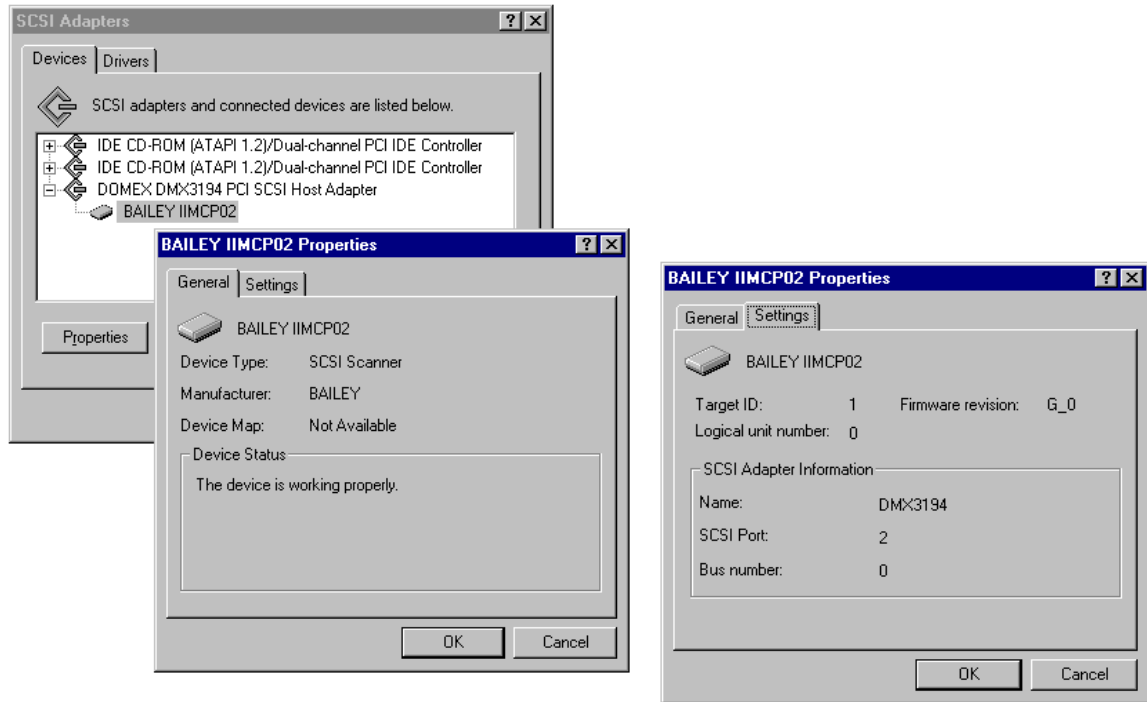 SCSI Adapters
Devices Drivers
SCSI adapters and connected devices are listed below.
IDE CD-ROM (ATAPI 1.2)/Dual-channel PCI IDE Controller
IDE CD-ROM (ATAPI 1.2)/Dual-channel PCI IDE Controller
DOMEX DMX3194 PCI SCSI Host Adapter
BAILEY IIMCP02
Properties
BAILEY IIMCP02 Properties
General Settings
BAILEY IIMCP02
Device Type: SCSI Scanner
Manufacturer: BAILEY
Device Map: Not Available
Device Status
The device is working properly.
OK Cancel
BAILEY IIMCP02 Properties
General Settings
BAILEY IIMCP02
Target ID: 1 Firmware revision: G_0
Logical unit number: 0
SCSI Adapter Information
Name: DMX3194
SCSI Port: 2
Bus number: 0
OK Cancel